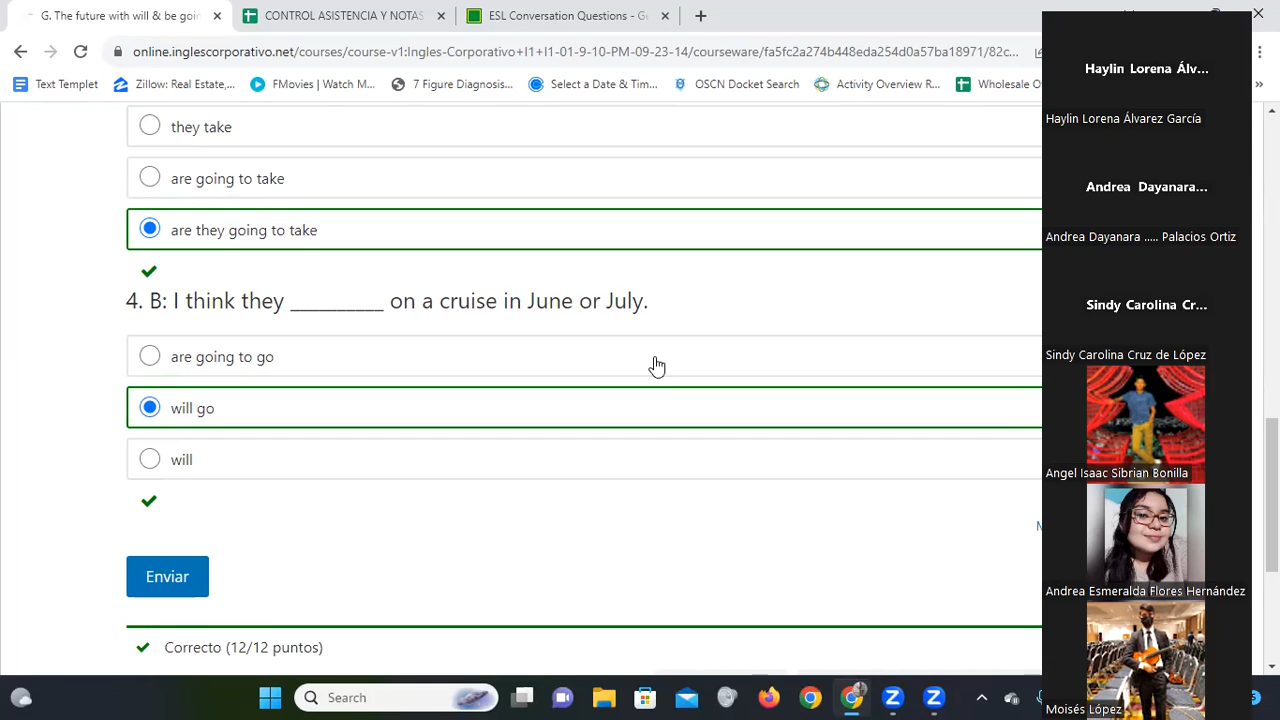 G. The future with will & be goin
CONTROL ASISTENCIA Y NOTAS
ESL Conversation Questions - Ge
online.inglescorporativo.net/courses/course-v1:Ingles-Corporativo+I1+I1-01-9-10-PM-09-23-14/courseware/fa5fc2a274b448eda254d0a57ba18971/82c...
Text Templet
Zillow: Real Estate,...
FMovies | Watch M...
7 Figure Diagnosis...
Select a Date & Tim...
OSCN Docket Search
Activity Overview R...
Wholesale O
they take
are going to take
are they going to take
4. B: I think they __________ on a cruise in June or July.
are going to go
will go
will
Enviar
Correcto (12/12 puntos)
Search
Haylin Lorena Álv...
Haylin Lorena Álvarez García
Andrea Dayanara...
Andrea Dayanara ..... Palacios Ortiz
Sindy Carolina Cr...
Sindy Carolina Cruz de López
Angel Isaac Sibrian Bonilla
Andrea Esmeralda Flores Hernández
Moisés López